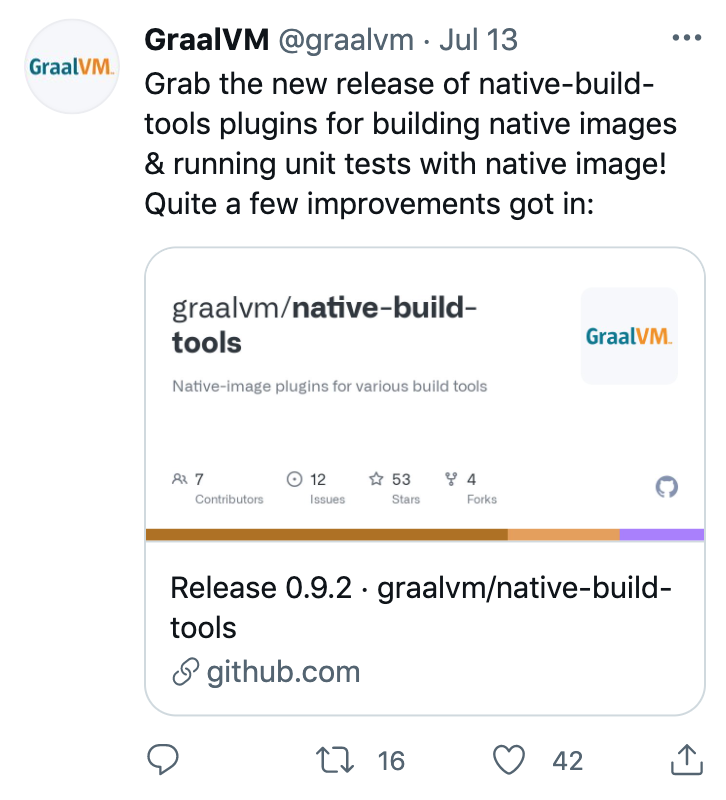 GraalVM.
GraalVM @graalvm · Jul 13
Grab the new release of native-build-
tools plugins for building native images
& running unit tests with native image!
Quite a few improvements got in:
graalvm/native-build-
tools
GraalVM.
Native-image plugins for various build tools
7 12 53 4
Contributors Issues Stars Forks
Release 0.9.2 · graalvm/native-build-
tools
github.com
16 42